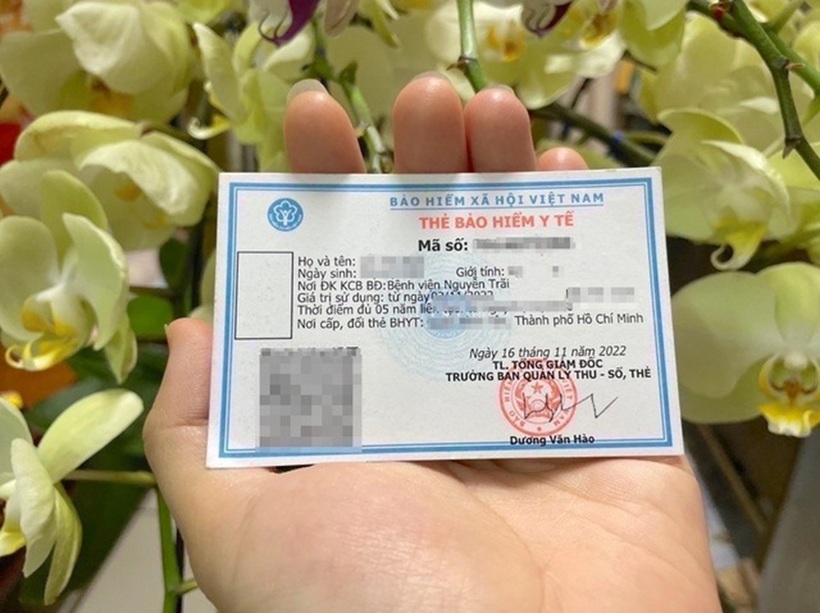 BẢO HIỂM XÃ HỘI VIỆT NAM
THẺ BẢO HIỂM Y TẾ
Mã số:
Họ và tên:
Ngày sinh: Giới tính:
Nơi ĐK KCB BĐ: Bệnh viện Nguyễn Trãi
Giá trị sử dụng: từ ngày
Thời điểm đủ 05 năm
Nơi cấp, đổi thẻ BHYT: Thành phố Hồ Chí Minh
Ngày 16 tháng 11 năm 2022
TL. TỔNG GIÁM ĐỐC
TRƯỞNG BAN QUẢN LÝ THU - SỔ, THẺ
Dương Văn Hào